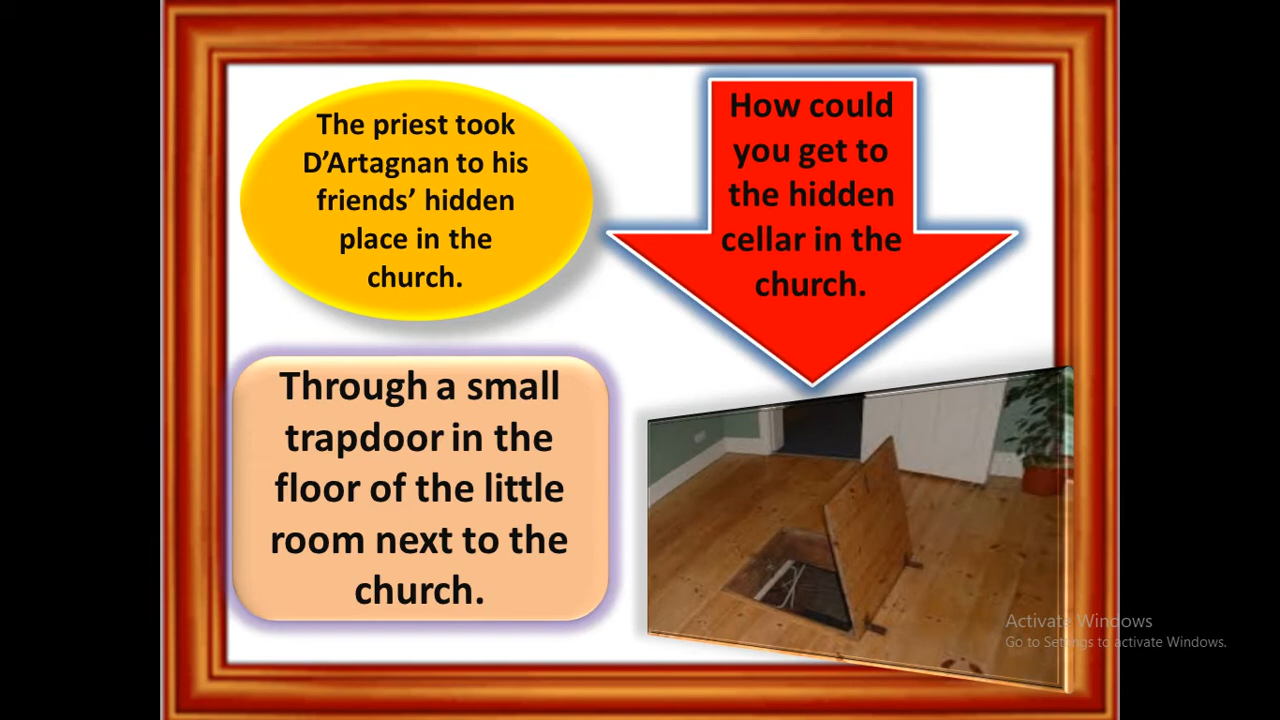 The priest took
D’Artagnan to his
friends’ hidden
place in the
church.
How could
you get to
the hidden
cellar in the
church.
Through a small
trapdoor in the
floor of the little
room next to the
church.
Activate Windows
Go to Settings to activate Windows.